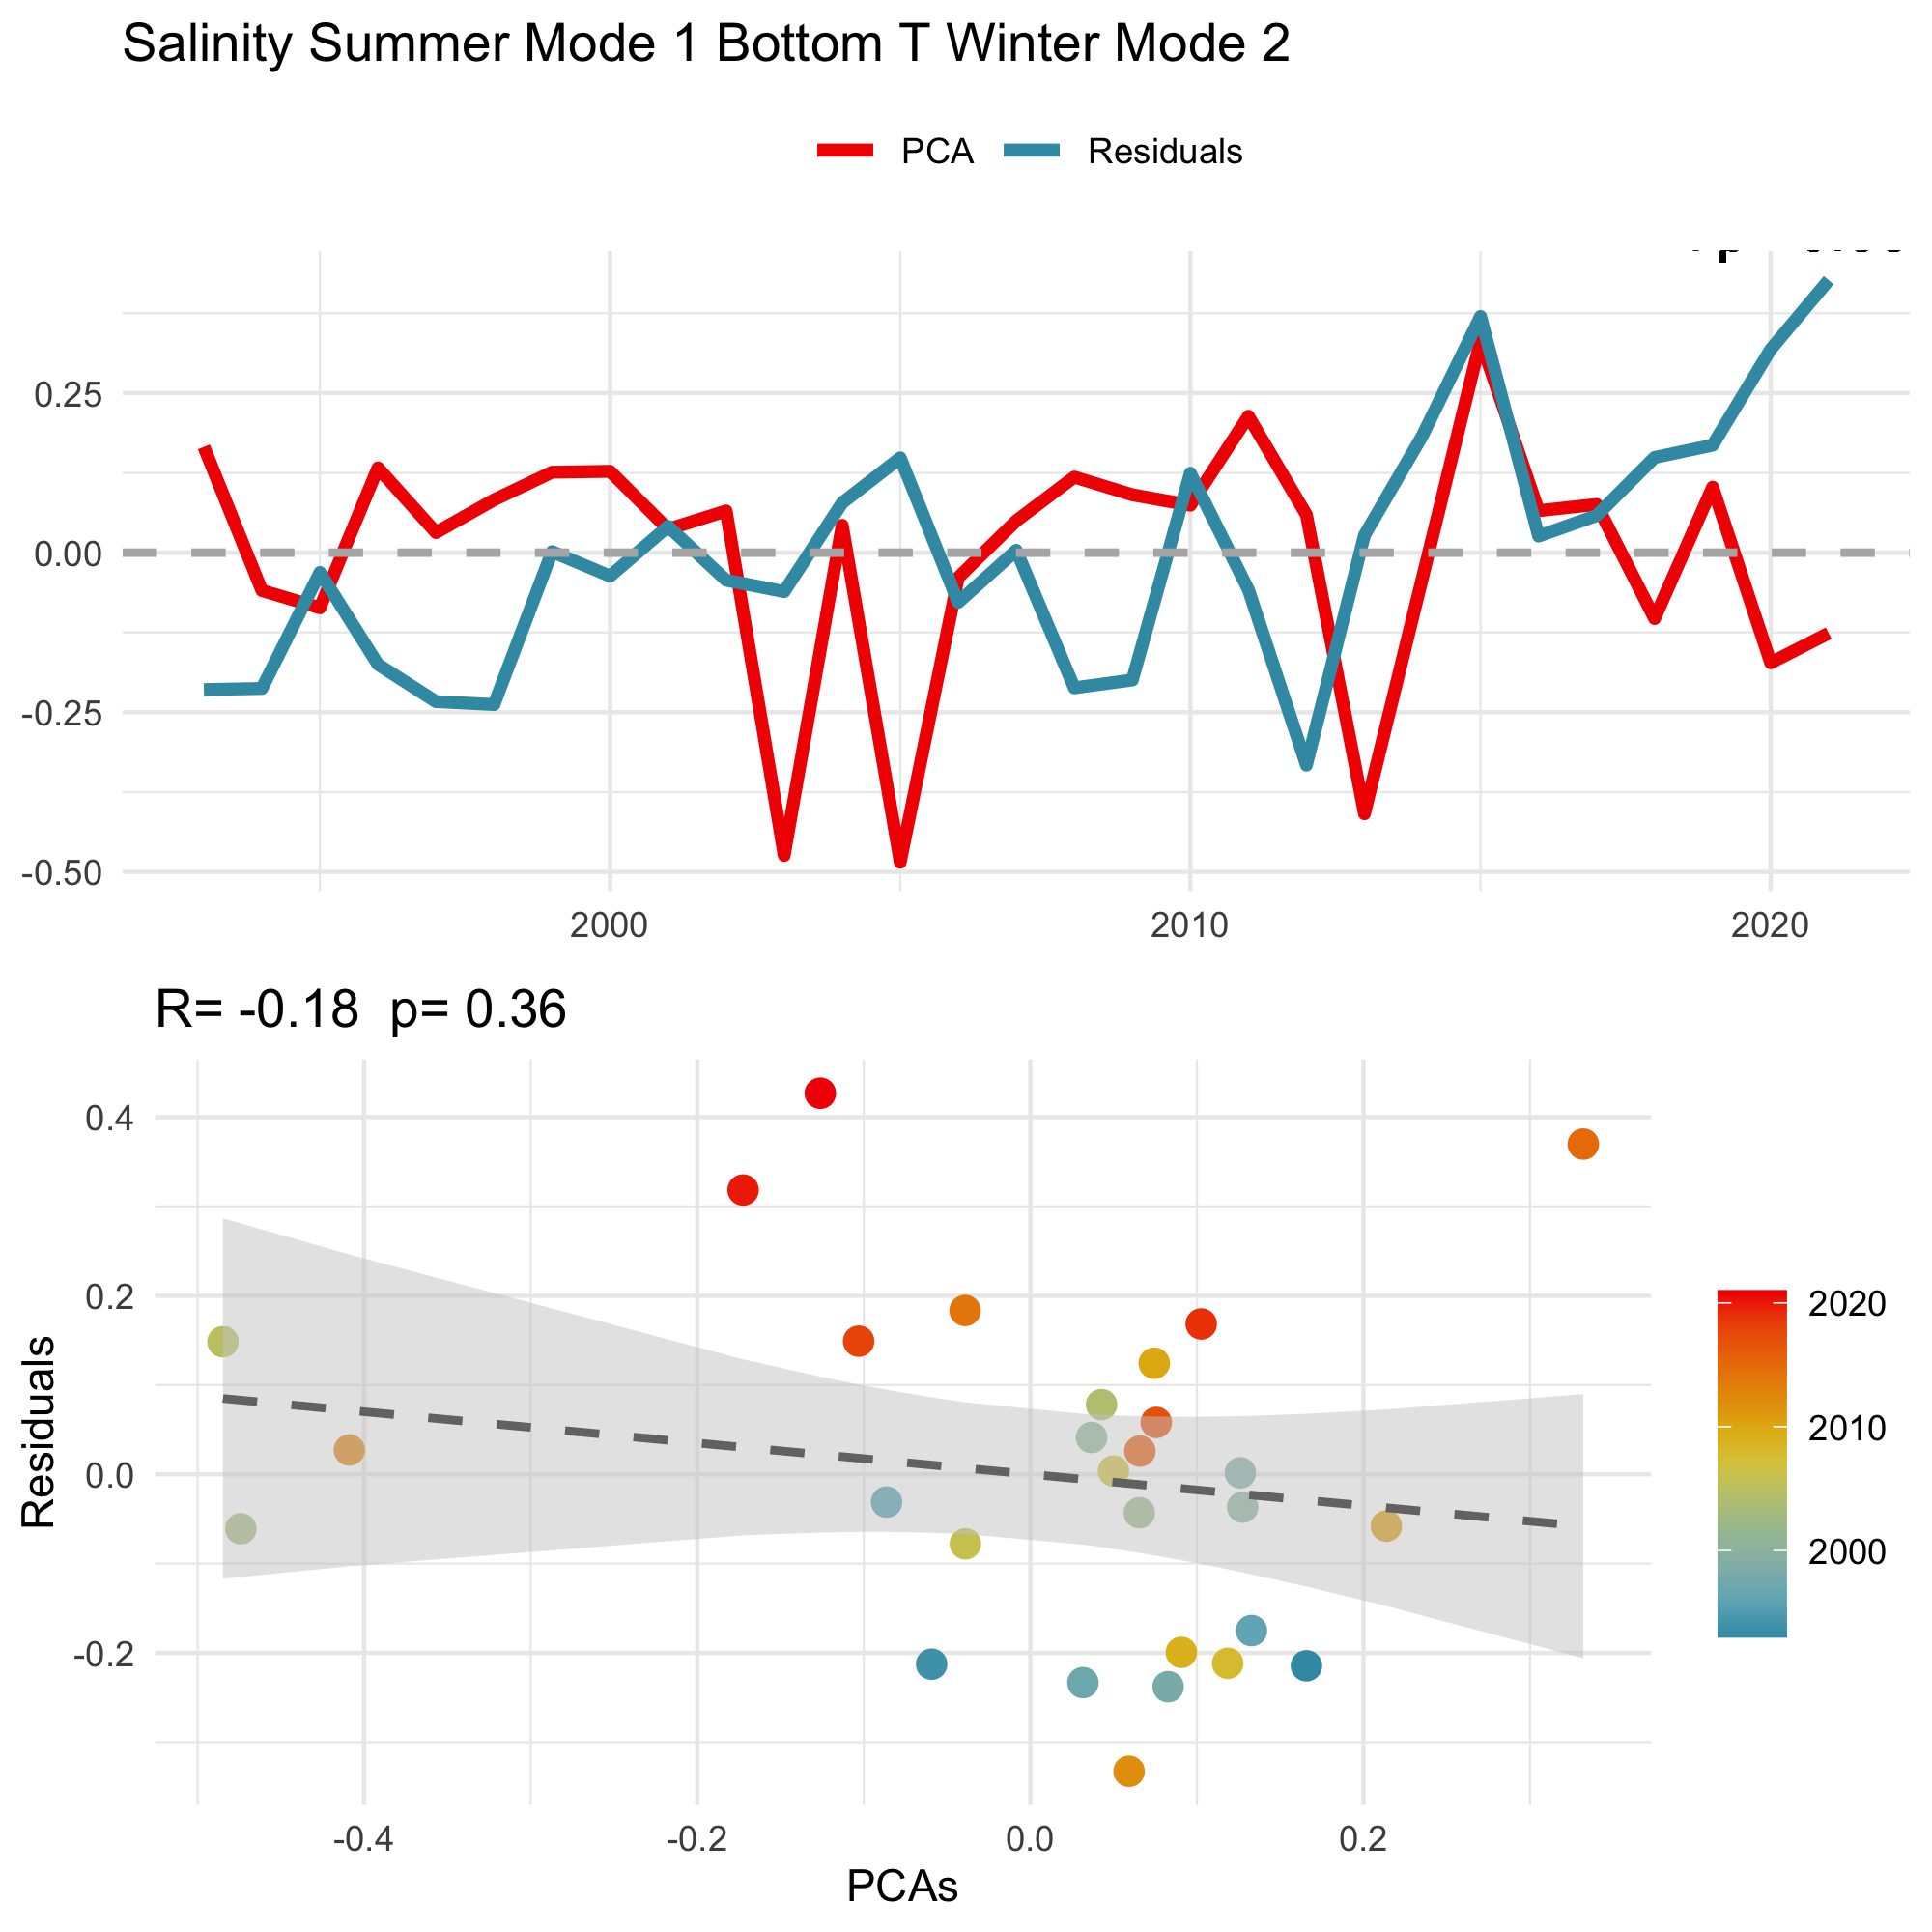 Salinity Summer Mode 1 Bottom T Winter Mode 2
PCA Residuals
0.25
0.00
-0.25
-0.50
2000 2010 2020
R= -0.18 p= 0.36
Residuals
0.4
0.2
0.0
-0.2
-0.4 -0.2 0.0 0.2
PCAs
2020
2010
2000